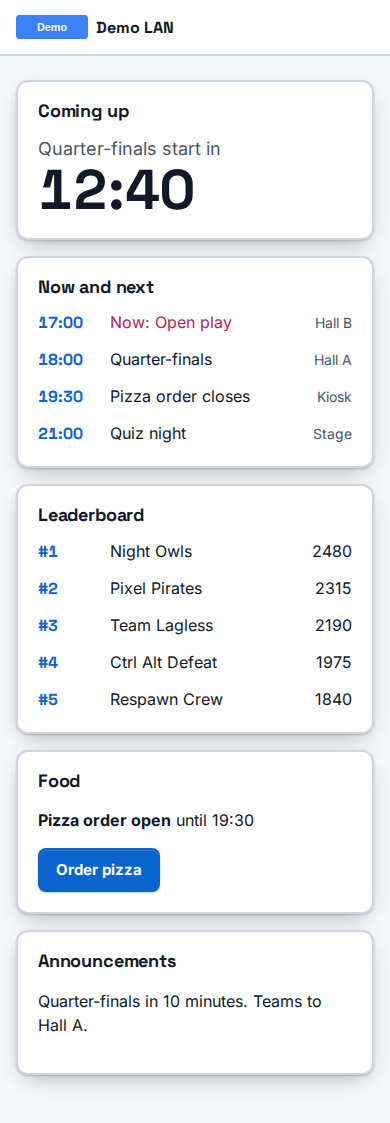 Demo
Demo LAN
Coming up
Quarter-finals start in
12:40
Now and next
17:00 Now: Open play Hall B
18:00 Quarter-finals Hall A
19:30 Pizza order closes Kiosk
21:00 Quiz night Stage
Leaderboard
#1 Night Owls 2480
#2 Pixel Pirates 2315
#3 Team Lagless 2190
#4 Ctrl Alt Defeat 1975
#5 Respawn Crew 1840
Food
Pizza order open until 19:30
Order pizza
Announcements
Quarter-finals in 10 minutes. Teams to
Hall A.